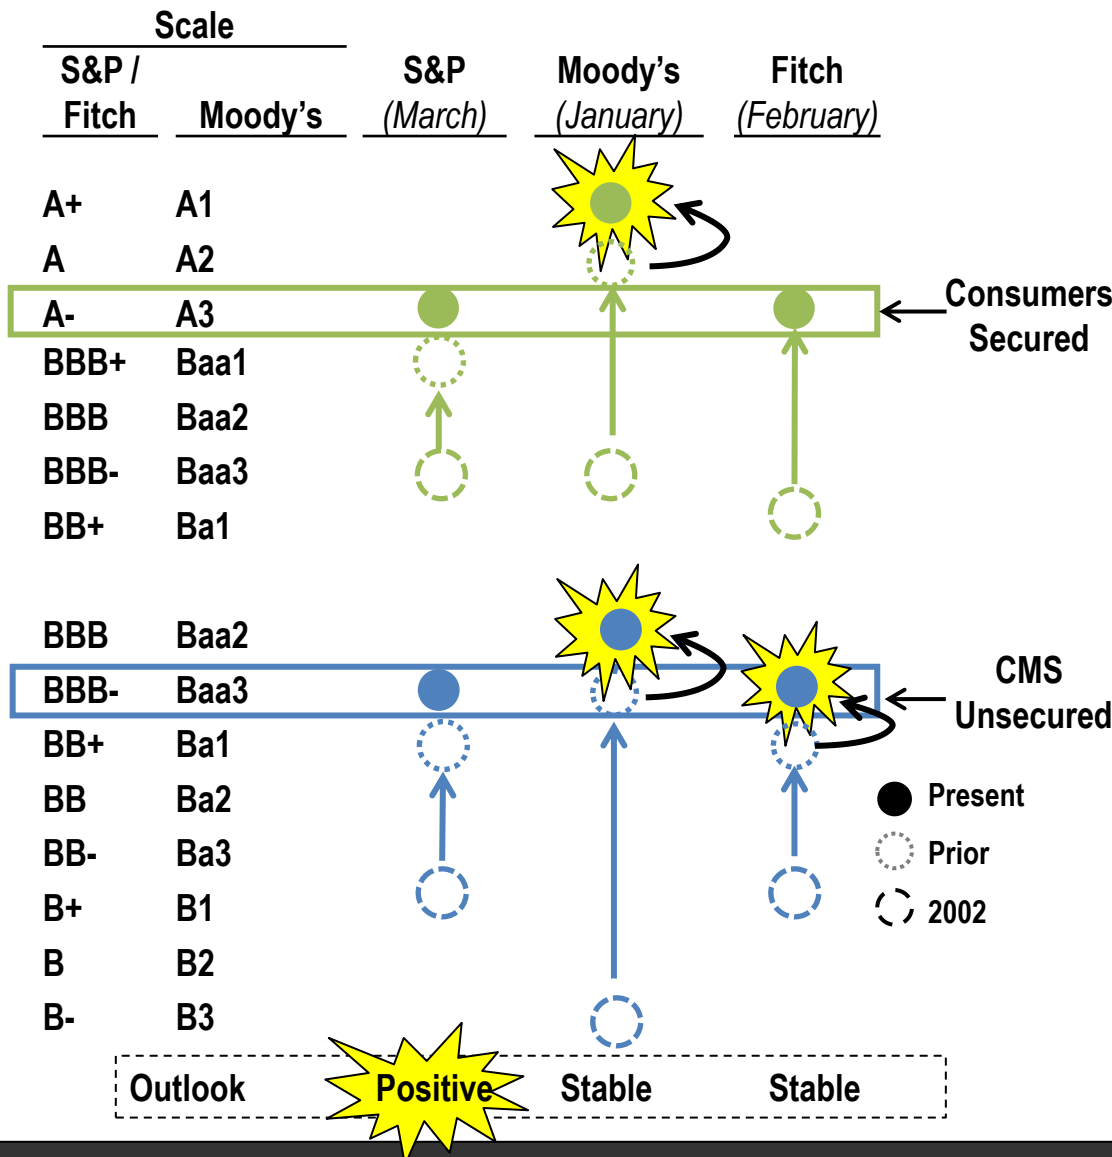 Scale
S&P / Fitch Moody's S&P (March) Moody's (January) Fitch (February)
A+ A1
A A2
A- A3
BBB+ Baa1
BBB Baa2
BBB- Baa3
BB+ Ba1
Consumers
Secured
BBB Baa2
BBB- Baa3
BB+ Ba1
BB Ba2
BB- Ba3
B+ B1
B B2
B- B3
CMS
Unsecured
Present
Prior
2002
Outlook Positive Stable Stable